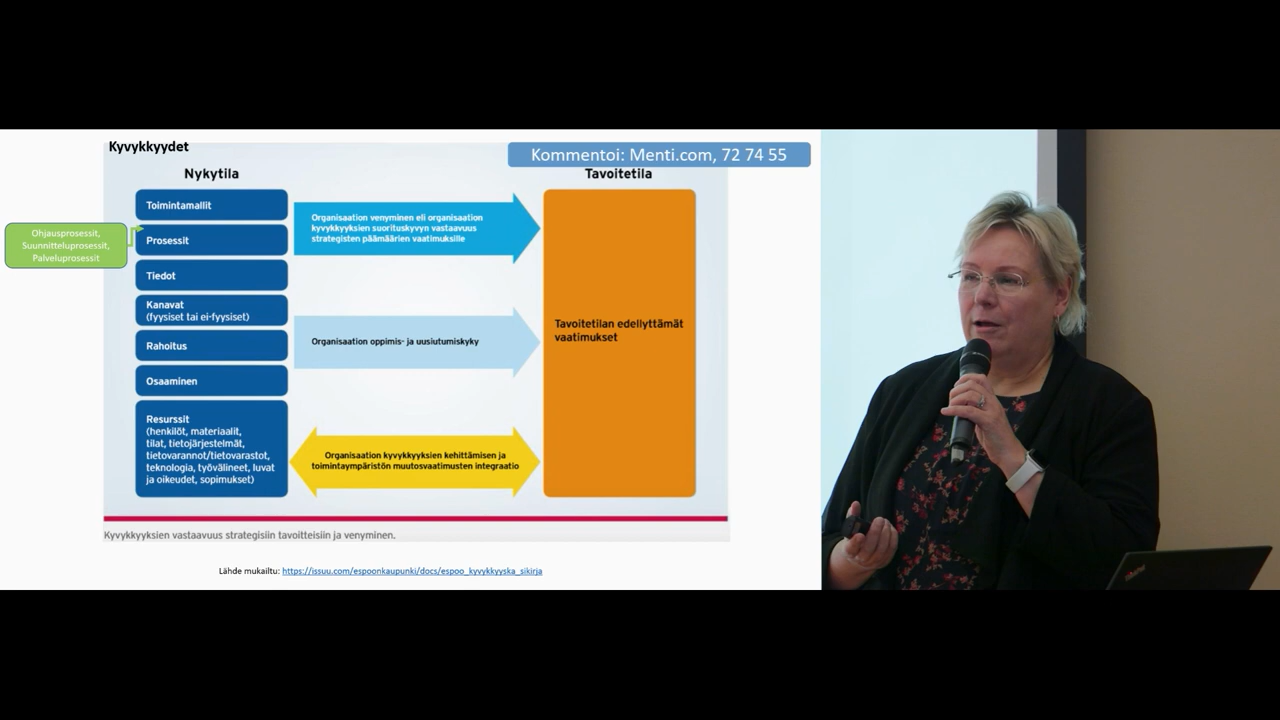 Kyvykkyydet
Kommentoi: Menti.com, 72 74 55
Nykytila
Tavoitetila
Toimintamallit
Prosessit
Tiedot
Kanavat
(fyysiset tai ei-fyysiset)
Rahoitus
Osaaminen
Resurssit
(henkilöt, materiaalit,
tilat, tietojärjestelmät,
tietovarannot/tietovarastot,
teknologia, työvälineet, luvat
ja oikeudet, sopimukset)
Ohjausprosessit,
Suunnitteluprosessit,
Palveluprosessit
Organisaation venyminen eli organisaation
kyvykkyyksien suorituskyvyn vastaavuus
strategisten päämäärien vaatimuksille
Organisaation oppimis- ja uusiutumiskyky
Organisaation kyvykkyyksien kehittämisen ja
toimintaympäristön muutosvaatimusten integraatio
Tavoitetilan edellyttämät
vaatimukset
Kyvykkyyksien vastaavuus strategisiin tavoitteisiin ja venyminen.
Lähde mukailtu: https://issuu.com/espoonkaupunki/docs/espoo_kyvykkyyska_sikirja